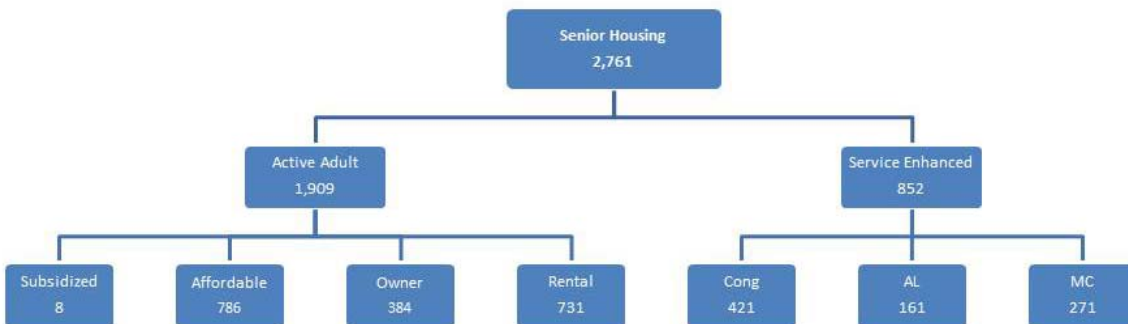 Senior Housing
2,761
Active Adult
1,909
Service Enhanced
852
Subsidized
8
Affordable
786
Owner
384
Rental
731
Cong
421
AL
161
MC
271